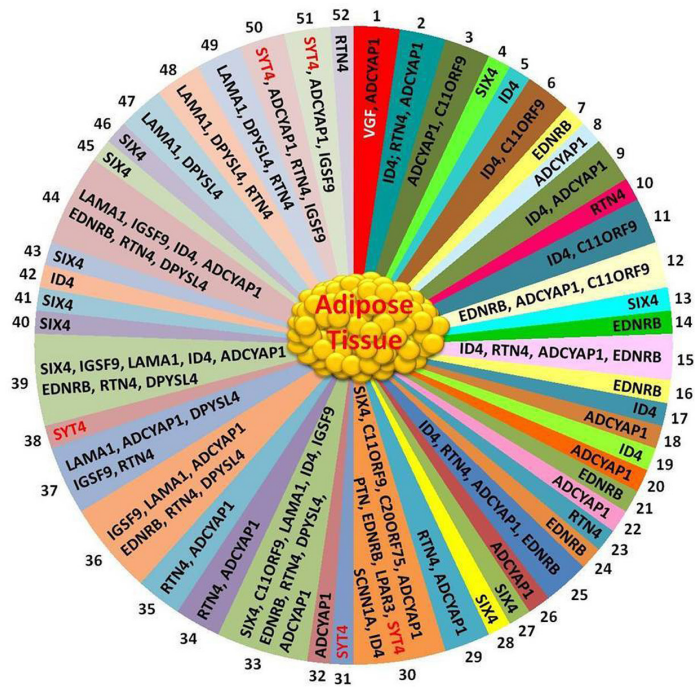 1
VGF, ADCYAP1
2
ID4; RTN4, ADCYAP1
3
ADCYAP1, C11ORF9
4
SIX4
5
ID4
6
ID4, C11ORF9
7
EDNRB
8
ADCYAP1
9
ID4, ADCYAP1
10
RTN4
11
ID4, C11ORF9
12
EDNRB, ADCYAP1, C11ORF9
13
SIX4
14
EDNRB
15
ID4, RTN4, ADCYAP1, EDNRB
16
EDNRB
17
ID4
18
ADCYAP1
19
ID4
20
ADCYAP1
21
EDNRB
22
ADCYAP1
23
RTN4
24
EDNRB
25
ID4, RTN4, ADCYAP1, EDNRB
26
ADCYAP1
27
SIX4
28
SIX4
29
RTN4, ADCYAP1
30
SIX4, C11ORF9, C20ORF75, ADCYAP1
PTN, EDNRB, LPAR3, SYT4
SCNN1A, ID4
31
SYT4
32
ADCYAP1
33
SIX4, C11ORF9, LAMA1, ID4, IGSF9
EDNRB, RTN4, DPYSL4,
ADCYAP1
34
RTN4, ADCYAP1
35
RTN4, ADCYAP1
36
IGSF9, LAMA1, ADCYAP1
EDNRB, RTN4, DPYSL4
37
LAMA1, ADCYAP1, DPYSL4
IGSF9, RTN4
38
SYT4
39
SIX4, IGSF9, LAMA1, ID4, ADCYAP1
EDNRB, RTN4, DPYSL4
40
SIX4
41
SIX4
42
ID4
43
SIX4
44
LAMA1, IGSF9, ID4, ADCYAP1
EDNRB, RTN4, DPYSL4
45
SIX4
46
SIX4
47
LAMA1, DPYSL4
48
LAMA1, DPYSL4, RTN4
49
LAMA1, DPYSL4, RTN4
50
SYT4, ADCYAP1, RTN4, IGSF9
51
SYT4, ADCYAP1, IGSF9
52
RTN4
Adipose
Tissue